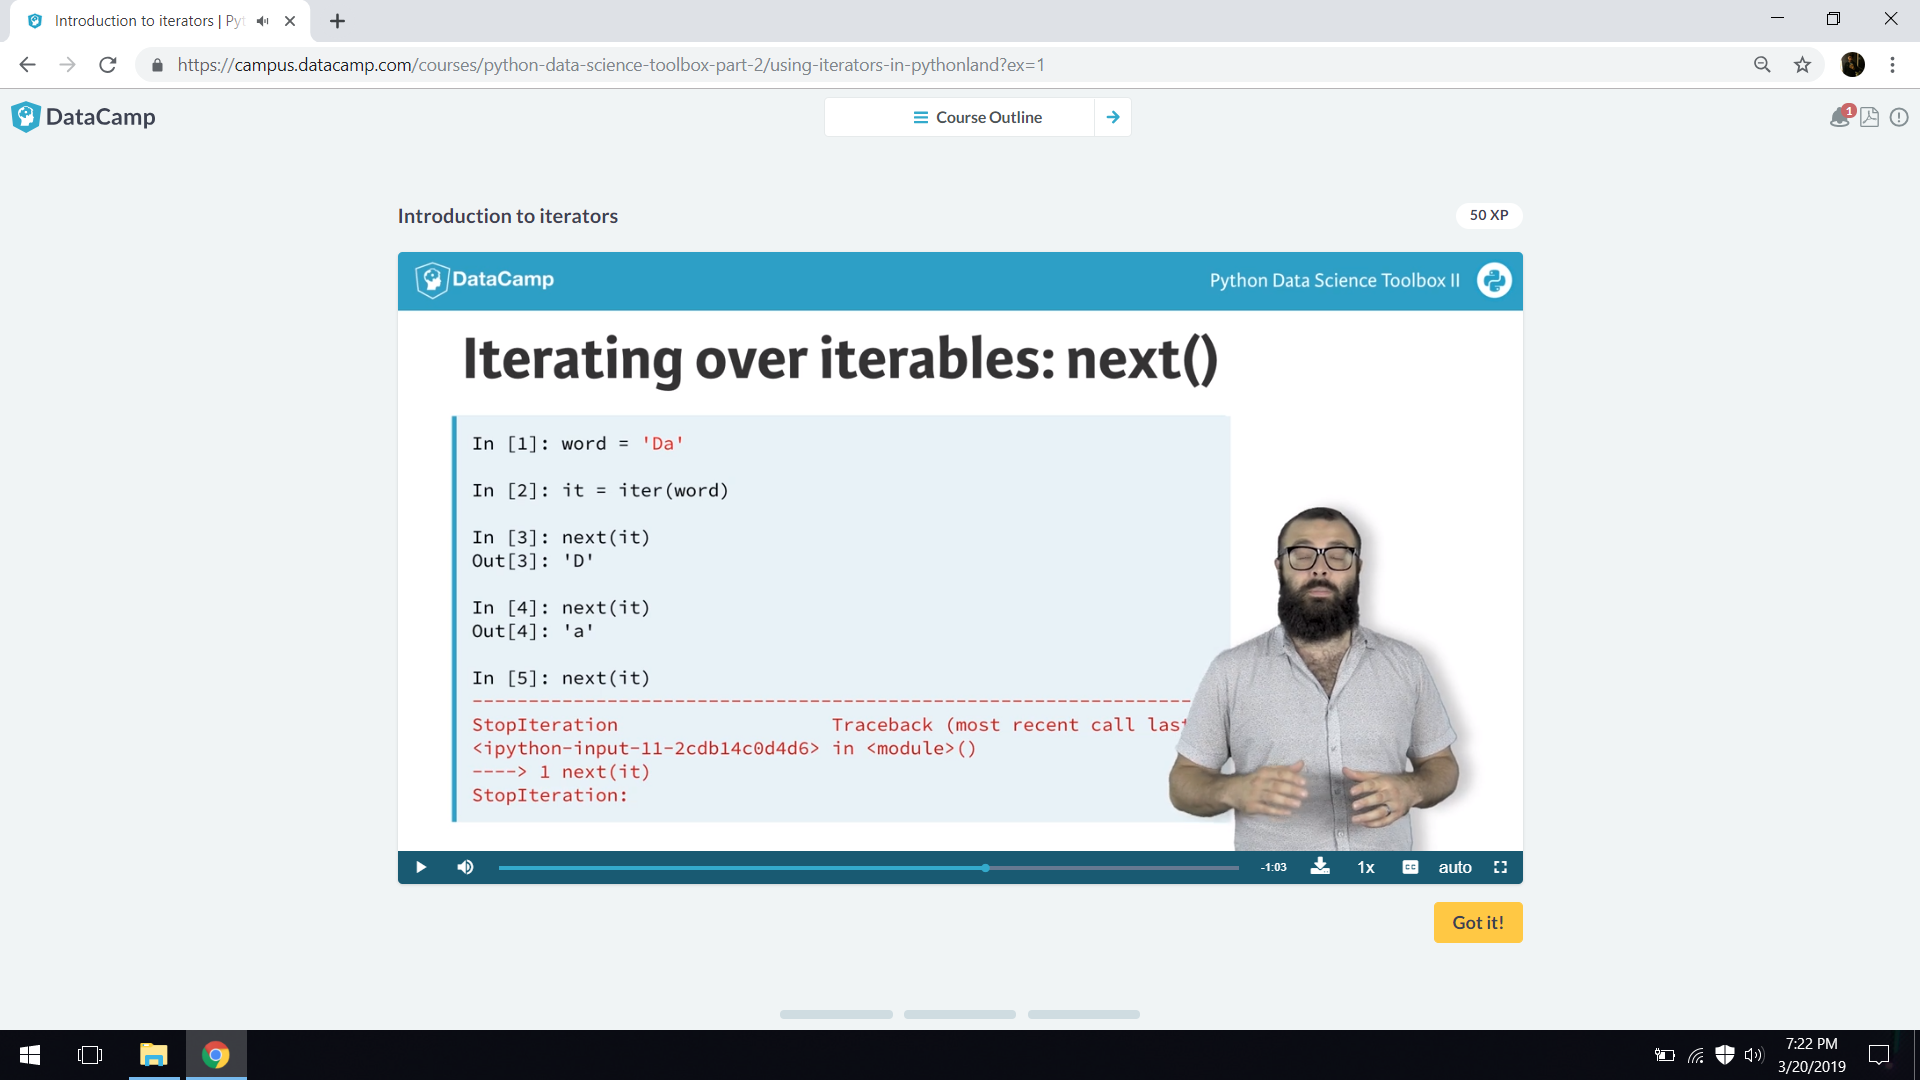 Introduction to iterators | Pyt
https://campus.datacamp.com/courses/python-data-science-toolbox-part-2/using-iterators-in-pythonland?ex=1
DataCamp
Course Outline
1
Introduction to iterators
50 XP
DataCamp
Python Data Science Toolbox II
Iterating over iterables: next()
In [1]: word = 'Da'
In [2]: it = iter(word)
In [3]: next(it)
Out[3]: 'D'
In [4]: next(it)
Out[4]: 'a'
In [5]: next(it)
---------------------------------------------------------------
StopIteration Traceback (most recent call last
<ipython-input-11-2cdb14c0d4d6> in <module>()
----> 1 next(it)
StopIteration:
-1:03
1x
CC
auto
Got it!
7:22 PM
3/20/2019